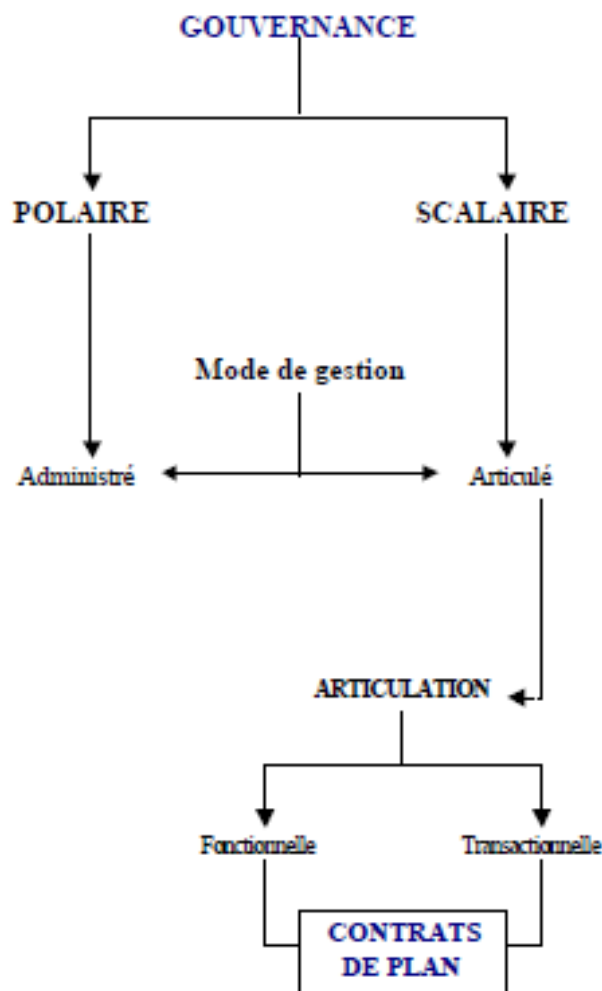 GOUVERNANCE
POLAIRE
SCALAIRE
Mode de gestion
Administré
Articulé
ARTICULATION
Fonctionnelle
Transactionnelle
CONTRATS
DE PLAN